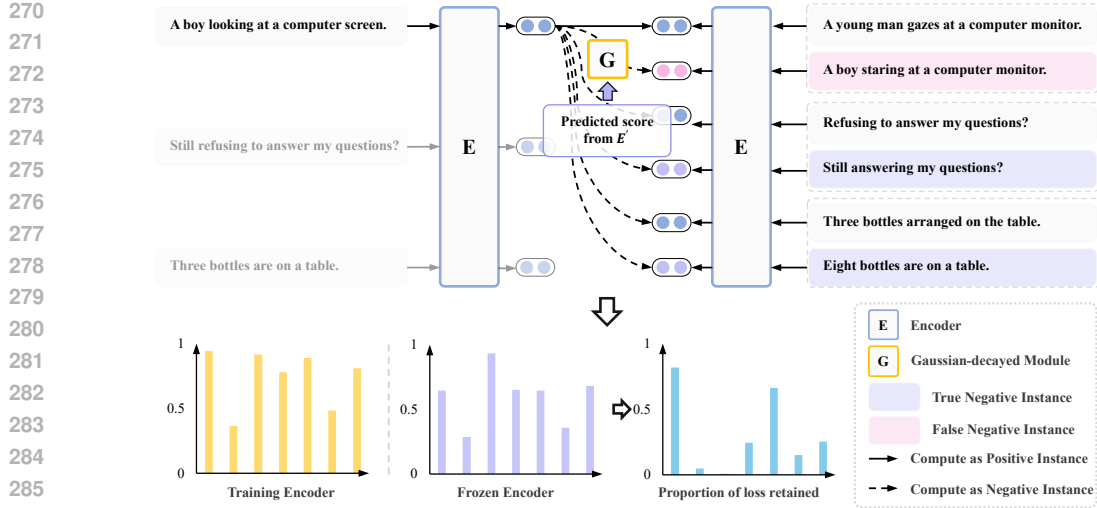 270
271
272
273
274
275
276
277
278
279
280
281
282
283
284
285
A boy looking at a computer screen.
Still refusing to answer my questions?
Three bottles are on a table.
E
G
Predicted score
from E′
E
A young man gazes at a computer monitor.
A boy staring at a computer monitor.
Refusing to answer my questions?
Still answering my questions?
Three bottles arranged on the table.
Eight bottles are on a table.
1
0.5
0
Training Encoder
1
0.5
0
Frozen Encoder
1
0.5
0
Proportion of loss retained
E Encoder
G Gaussian-decayed Module
True Negative Instance
False Negative Instance
Compute as Positive Instance
Compute as Negative Instance